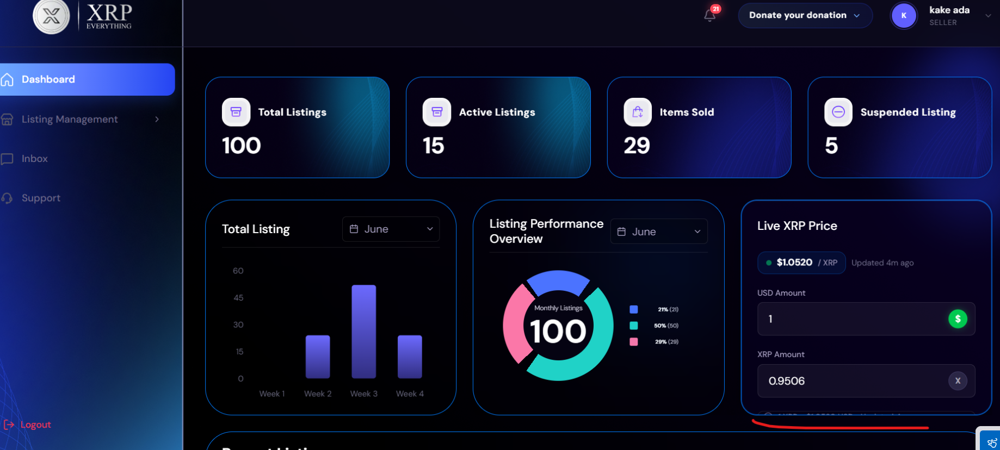 XRP
EVERYTHING
21
Donate your donation
K
kake ada
SELLER
Dashboard
Listing Management
Inbox
Support
Logout
Total Listings
100
Active Listings
15
Items Sold
29
Suspended Listing
5
Total Listing
June
60
45
30
15
0
Week 1
Week 2
Week 3
Week 4
Listing Performance
Overview
June
Monthly Listings
100
21% (21)
50% (50)
29% (29)
Live XRP Price
$1.0520 / XRP
Updated 4m ago
USD Amount
1
$
XRP Amount
0.9506
X